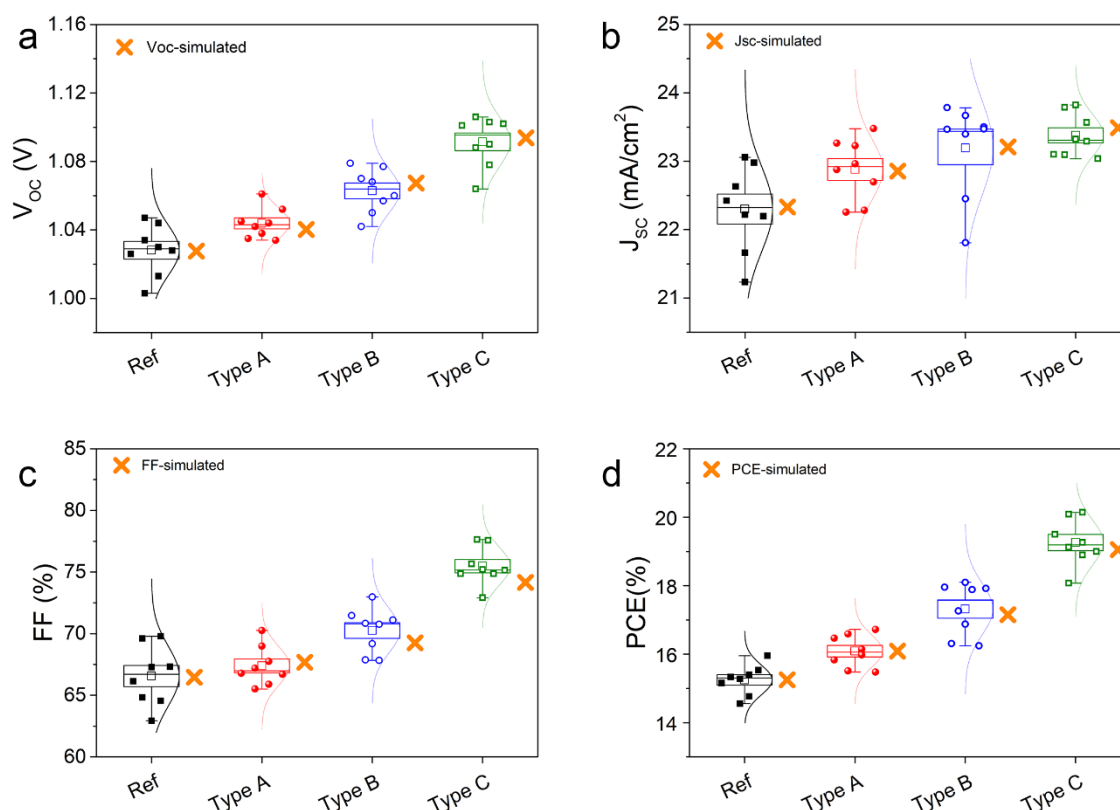 a
Voc-simulated
V_OC (V)
1.16
1.12
1.08
1.04
1.00
Ref
Type A
Type B
Type C
b
Jsc-simulated
J_SC (mA/cm²)
25
24
23
22
21
Ref
Type A
Type B
Type C
c
FF-simulated
FF (%)
85
80
75
70
65
60
Ref
Type A
Type B
Type C
d
PCE-simulated
PCE(%)
22
20
18
16
14
13
Ref
Type A
Type B
Type C